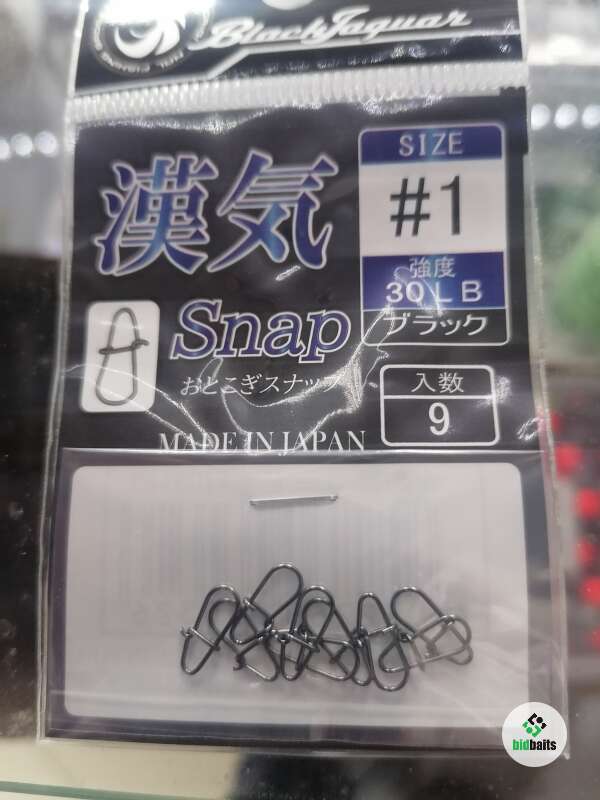 BlackJaguar
漢気
SIZE
#1
強度
30LB
ブラック
Snap
おとこぎスナップ
入数
9
MADE IN JAPAN
bidbaits